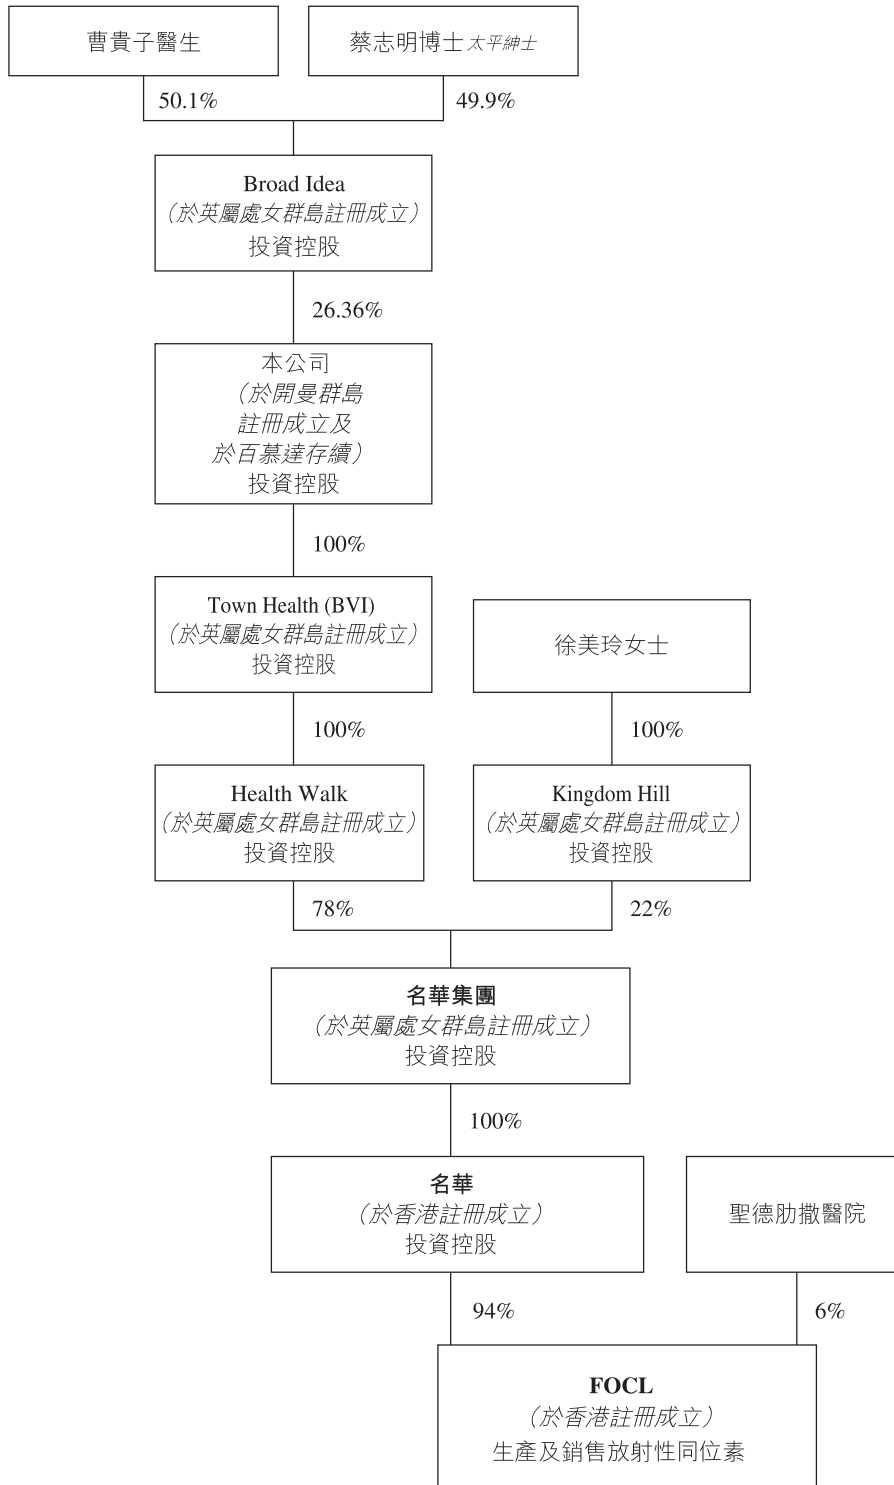 曹貴子醫生
蔡志明博士 太平紳士
50.1%
49.9%
Broad Idea
（於英屬處女群島註冊成立）
投資控股
26.36%
本公司
（於開曼群島
註冊成立及
於百慕達存續）
投資控股
100%
Town Health (BVI)
（於英屬處女群島註冊成立）
投資控股
徐美玲女士
100%
100%
Health Walk
（於英屬處女群島註冊成立）
投資控股
Kingdom Hill
（於英屬處女群島註冊成立）
投資控股
78%
22%
名華集團
（於英屬處女群島註冊成立）
投資控股
100%
名華
（於香港註冊成立）
投資控股
聖德肋撒醫院
94%
6%
FOCL
（於香港註冊成立）
生產及銷售放射性同位素